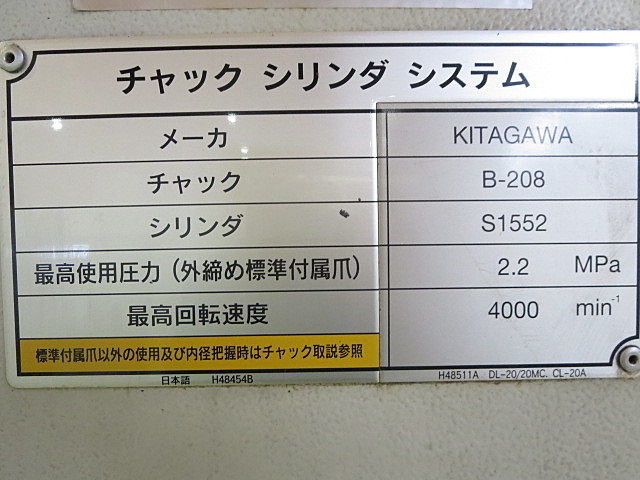 チャック シリンダ システム
メーカ KITAGAWA
チャック B-208
シリンダ S1552
最高使用圧力 (外締め標準付属爪) 2.2 MPa
最高回転速度 4000 min⁻¹
標準付属爪以外の使用及び内径把握時はチャック取説参照
日本語 H48454B H48511A DL-20/20MC. CL-20A